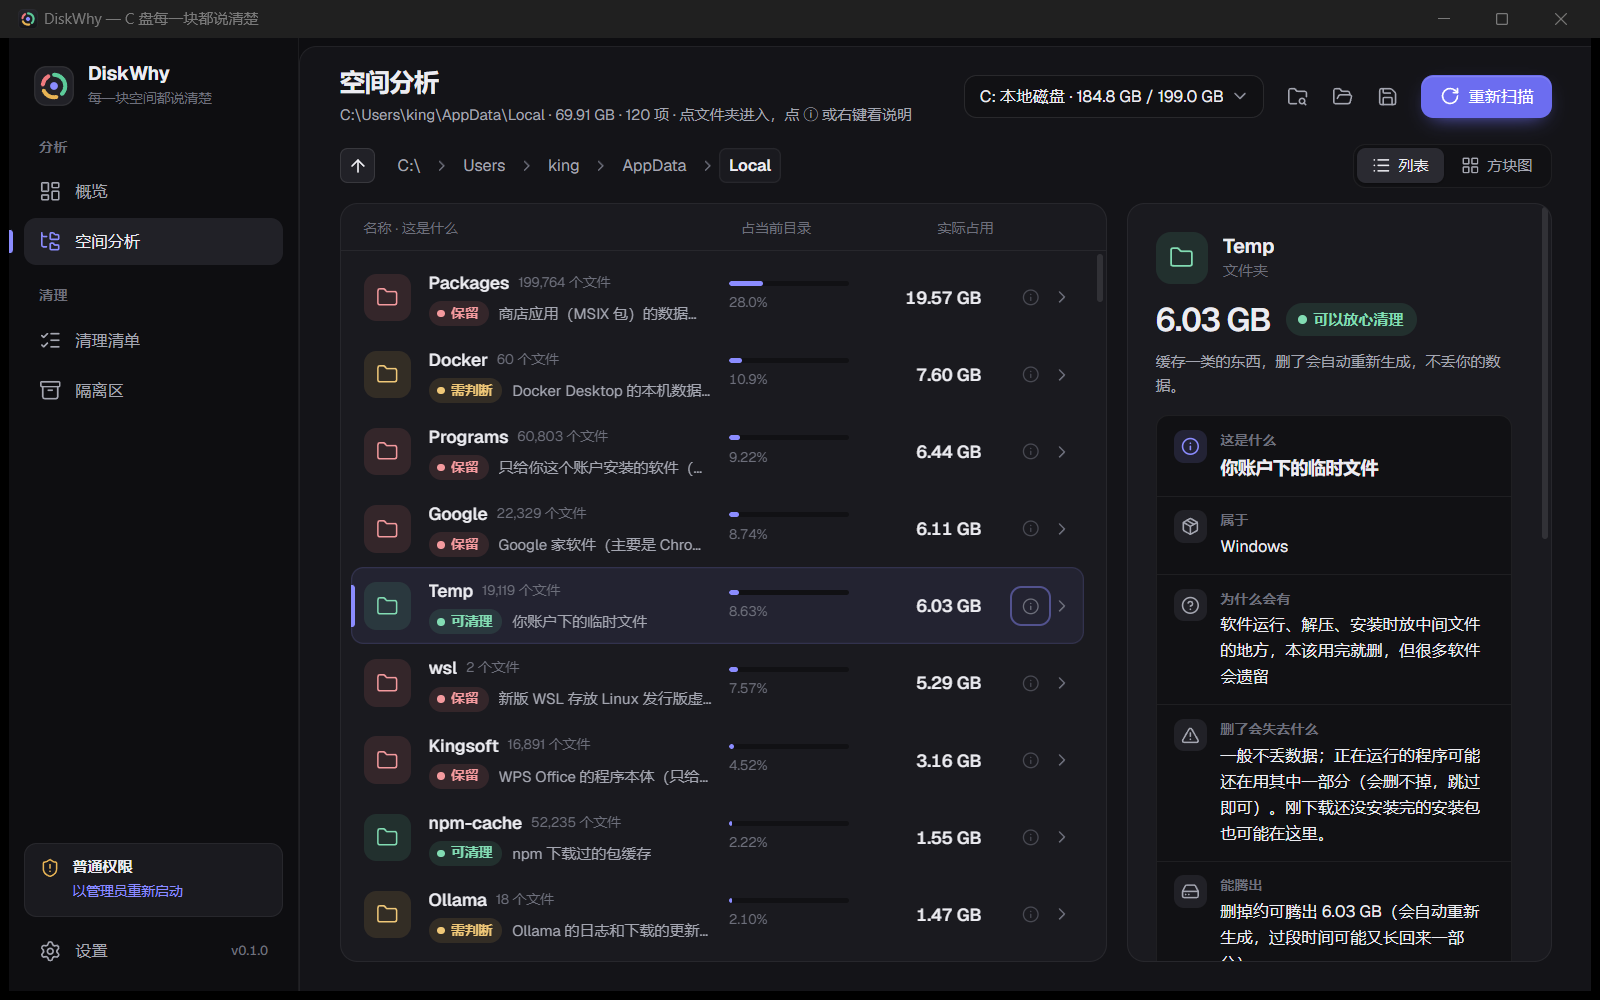 DiskWhy — C 盘每一块都说清楚
DiskWhy
每一块空间都说清楚
分析
概览
空间分析
清理
清理清单
隔离区
普通权限
以管理员重新启动
设置
v0.1.0
空间分析
C:\Users\king\AppData\Local · 69.91 GB · 120 项 · 点文件夹进入，点 ⓘ 或右键看说明
C: 本地磁盘 · 184.8 GB / 199.0 GB
重新扫描
C:\ > Users > king > AppData > Local
列表
方块图
名称 · 这是什么
占当前目录
实际占用
Packages 199,764 个文件
保留 商店应用（MSIX 包）的数据...
28.0%
19.57 GB
Docker 60 个文件
需判断 Docker Desktop 的本机数据...
10.9%
7.60 GB
Programs 60,803 个文件
保留 只给你这个账户安装的软件（...
9.22%
6.44 GB
Google 22,329 个文件
保留 Google 家软件（主要是 Chro...
8.74%
6.11 GB
Temp 19,119 个文件
可清理 你账户下的临时文件
8.63%
6.03 GB
wsl 2 个文件
保留 新版 WSL 存放 Linux 发行版虚...
7.57%
5.29 GB
Kingsoft 16,891 个文件
保留 WPS Office 的程序本体（只给...
4.52%
3.16 GB
npm-cache 52,235 个文件
可清理 npm 下载过的包缓存
2.22%
1.55 GB
Ollama 18 个文件
需判断 Ollama 的日志和下载的更新...
2.10%
1.47 GB
Temp
文件夹
6.03 GB
可以放心清理
缓存一类的东西，删了会自动重新生成，不丢你的数
据。
这是什么
你账户下的临时文件
属于
Windows
为什么会有
软件运行、解压、安装时放中间文件
的地方，本该用完就删，但很多软件
会遗留
删了会失去什么
一般不丢数据；正在运行的程序可能
还在用其中一部分（会删不掉，跳过
即可）。刚下载还没安装完的安装包
也可能在这里。
能腾出
删掉约可腾出 6.03 GB（会自动重新
生成，过段时间可能又长回来一部